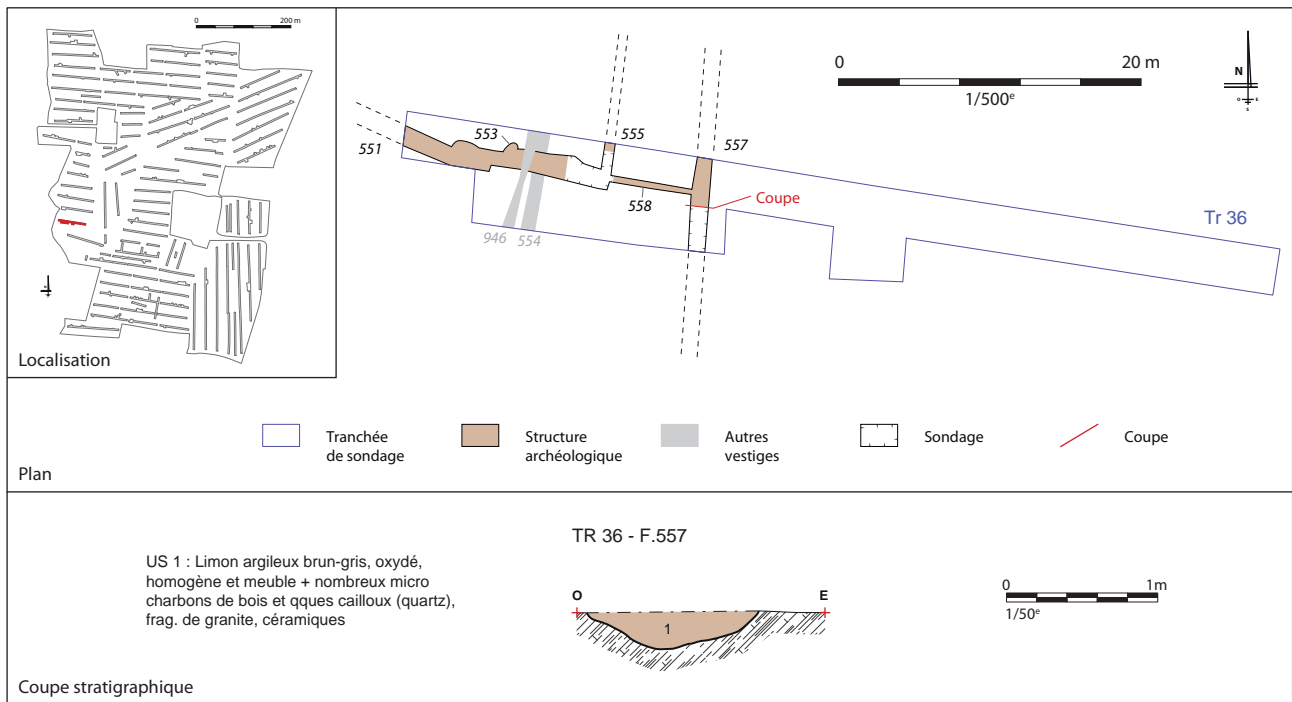 0
200 m
Localisation
0
20 m
1/500e
N
O
E
S
551
553
555
557
558
Coupe
946
554
Tr 36
Tranchée
de sondage
Structure
archéologique
Autres
vestiges
Sondage
Coupe
Plan
TR 36 - F.557
US 1 : Limon argileux brun-gris, oxydé,
homogène et meuble + nombreux micro
charbons de bois et qques cailloux (quartz),
frag. de granite, céramiques
O
E
1
0
1m
1/50e
Coupe stratigraphique